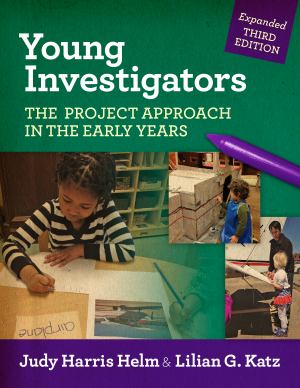 Expanded
THIRD
EDITION
Young
Investigators
THE PROJECT APPROACH
IN THE EARLY YEARS
airplane
Judy Harris Helm & Lilian G. Katz